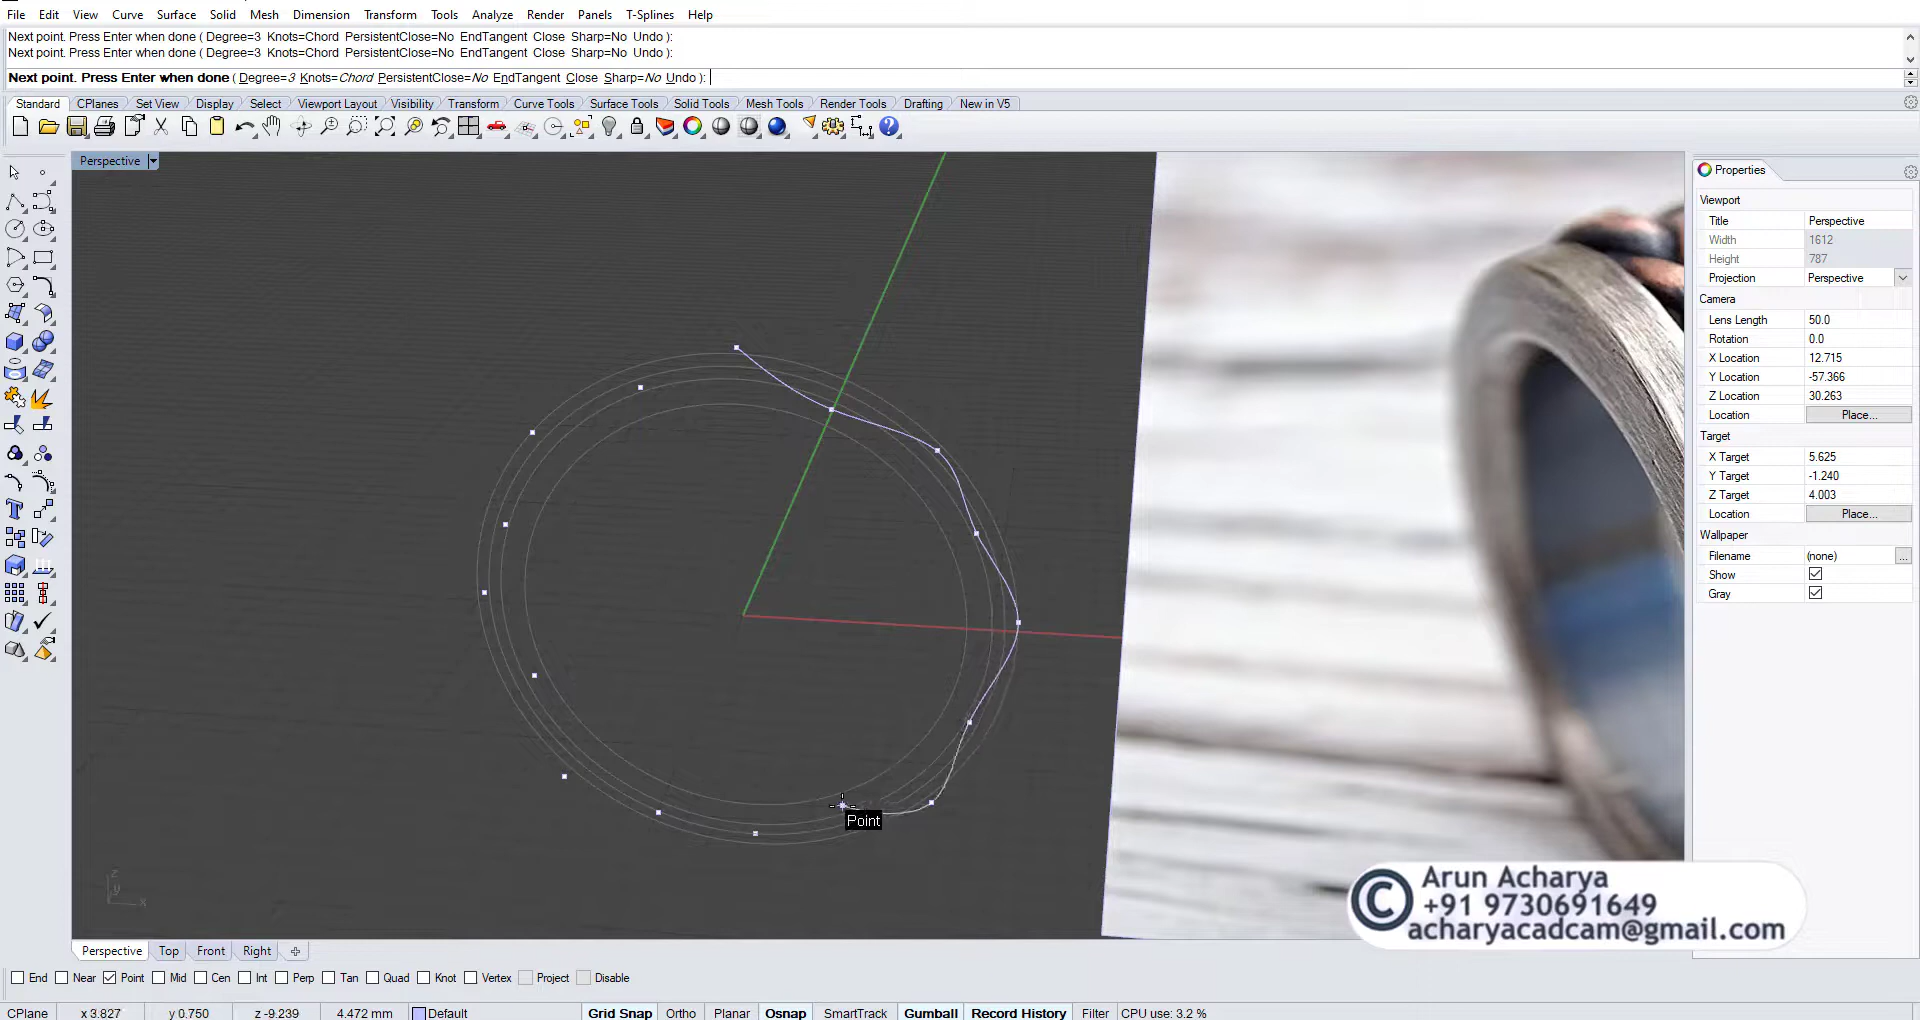 File Edit View Curve Surface Solid Mesh Dimension Transform Tools Analyze Render Panels T-Splines Help
Next point. Press Enter when done ( Degree=3 Knots=Chord PersistentClose=No EndTangent Close Sharp=No Undo ):
Next point. Press Enter when done ( Degree=3 Knots=Chord PersistentClose=No EndTangent Close Sharp=No Undo ):
Next point. Press Enter when done ( Degree=3 Knots=Chord PersistentClose=No EndTangent Close Sharp=No Undo ):
Standard CPlanes Set View Display Select Viewport Layout Visibility Transform Curve Tools Surface Tools Solid Tools Mesh Tools Render Tools Drafting New in V5
Perspective
Properties
Viewport
Title Perspective
Width 1612
Height 787
Projection Perspective
Camera
Lens Length 50.0
Rotation 0.0
X Location 12.715
Y Location -57.366
Z Location 30.263
Location Place...
Target
X Target 5.625
Y Target -1.240
Z Target 4.003
Location Place...
Wallpaper
Filename (none) ...
Show
Gray
Point
z
y
x
© Arun Acharya
+91 9730691649
acharyacadcam@gmail.com
Perspective Top Front Right
End Near Point Mid Cen Int Perp Tan Quad Knot Vertex Project Disable
CPlane x 3.827 y 0.750 z -9.239 4.472 mm Default Grid Snap Ortho Planar Osnap SmartTrack Gumball Record History Filter CPU use: 3.2 %